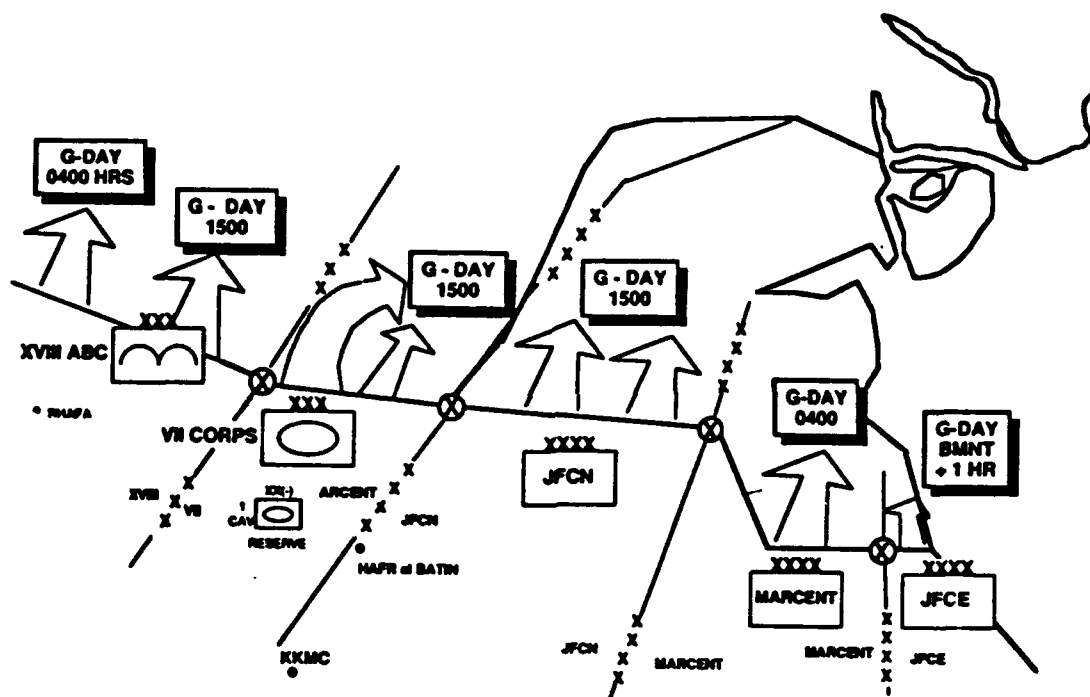 G-DAY
0400 HRS
G - DAY
1500
G - DAY
1500
G - DAY
1500
XXX
XVIII ABC
G-DAY
0400
G-DAY
BMNT
+ 1 HR
XXX
VII CORPS
XXXX
JFCN
XVIII
VII
XX(-)
1
CAV
RESERVE
ARCENT
JFCN
HAFR al BATIN
XXXX
MARCENT
XXXX
JFCE
KKMC
JFCN
MARCENT
MARCENT
JFCE